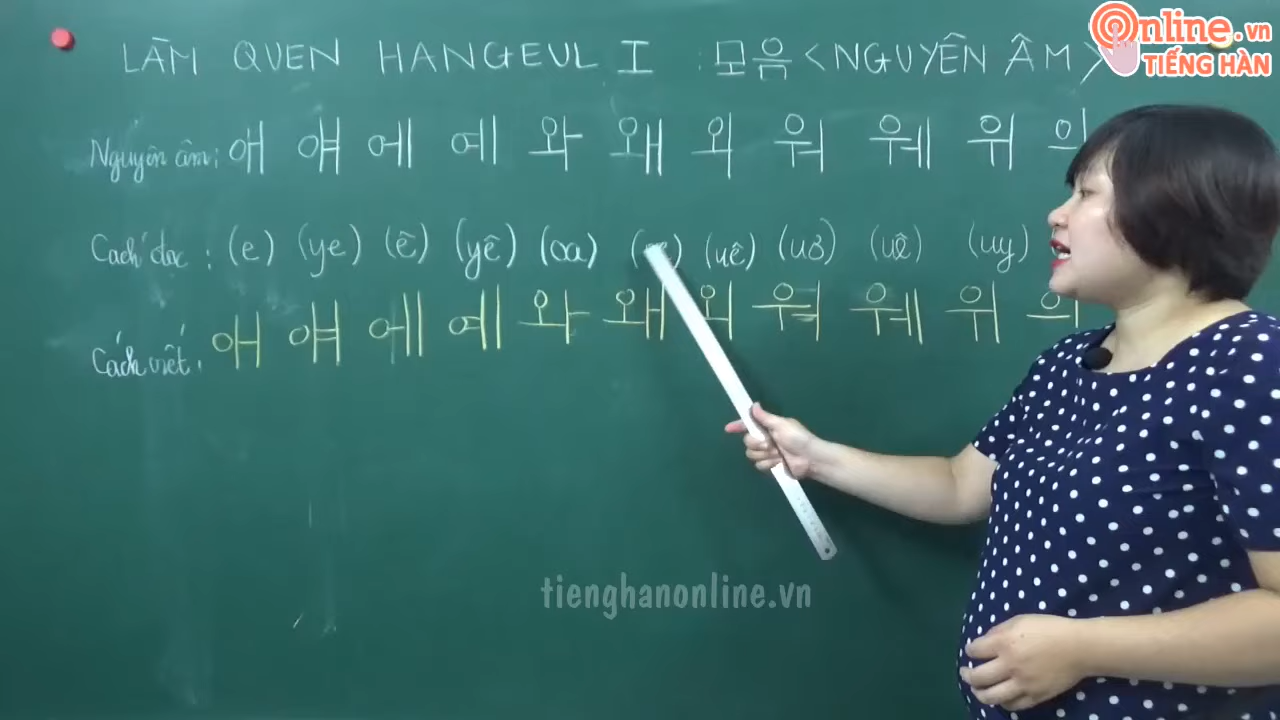 Online.vn
TIẾNG HÀN
LÀM QUEN HANGEUL I : 모음 <NGUYÊN ÂM>
Nguyên âm: 애 얘 에 예 와 왜 외 워 웨 위 의
Cách đọc : (e) (ye) (ê) (yê) (oa) (uê) (uơ) (uê) (uy)
Cách viết: 애 얘 에 예 와 왜 외 워 웨 위 의
tienghanonline.vn